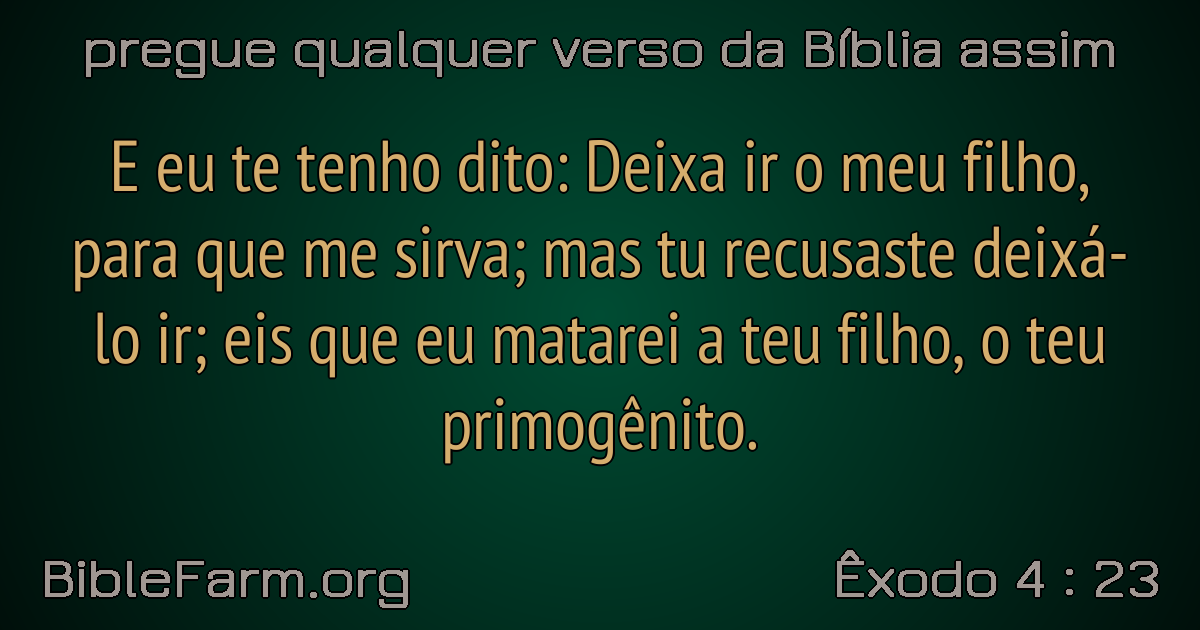 pregue qualquer verso da Bíblia assim
E eu te tenho dito: Deixa ir o meu filho,
para que me sirva; mas tu recusaste deixá-
lo ir; eis que eu matarei a teu filho, o teu
primogênito.
BibleFarm.org
Êxodo 4 : 23